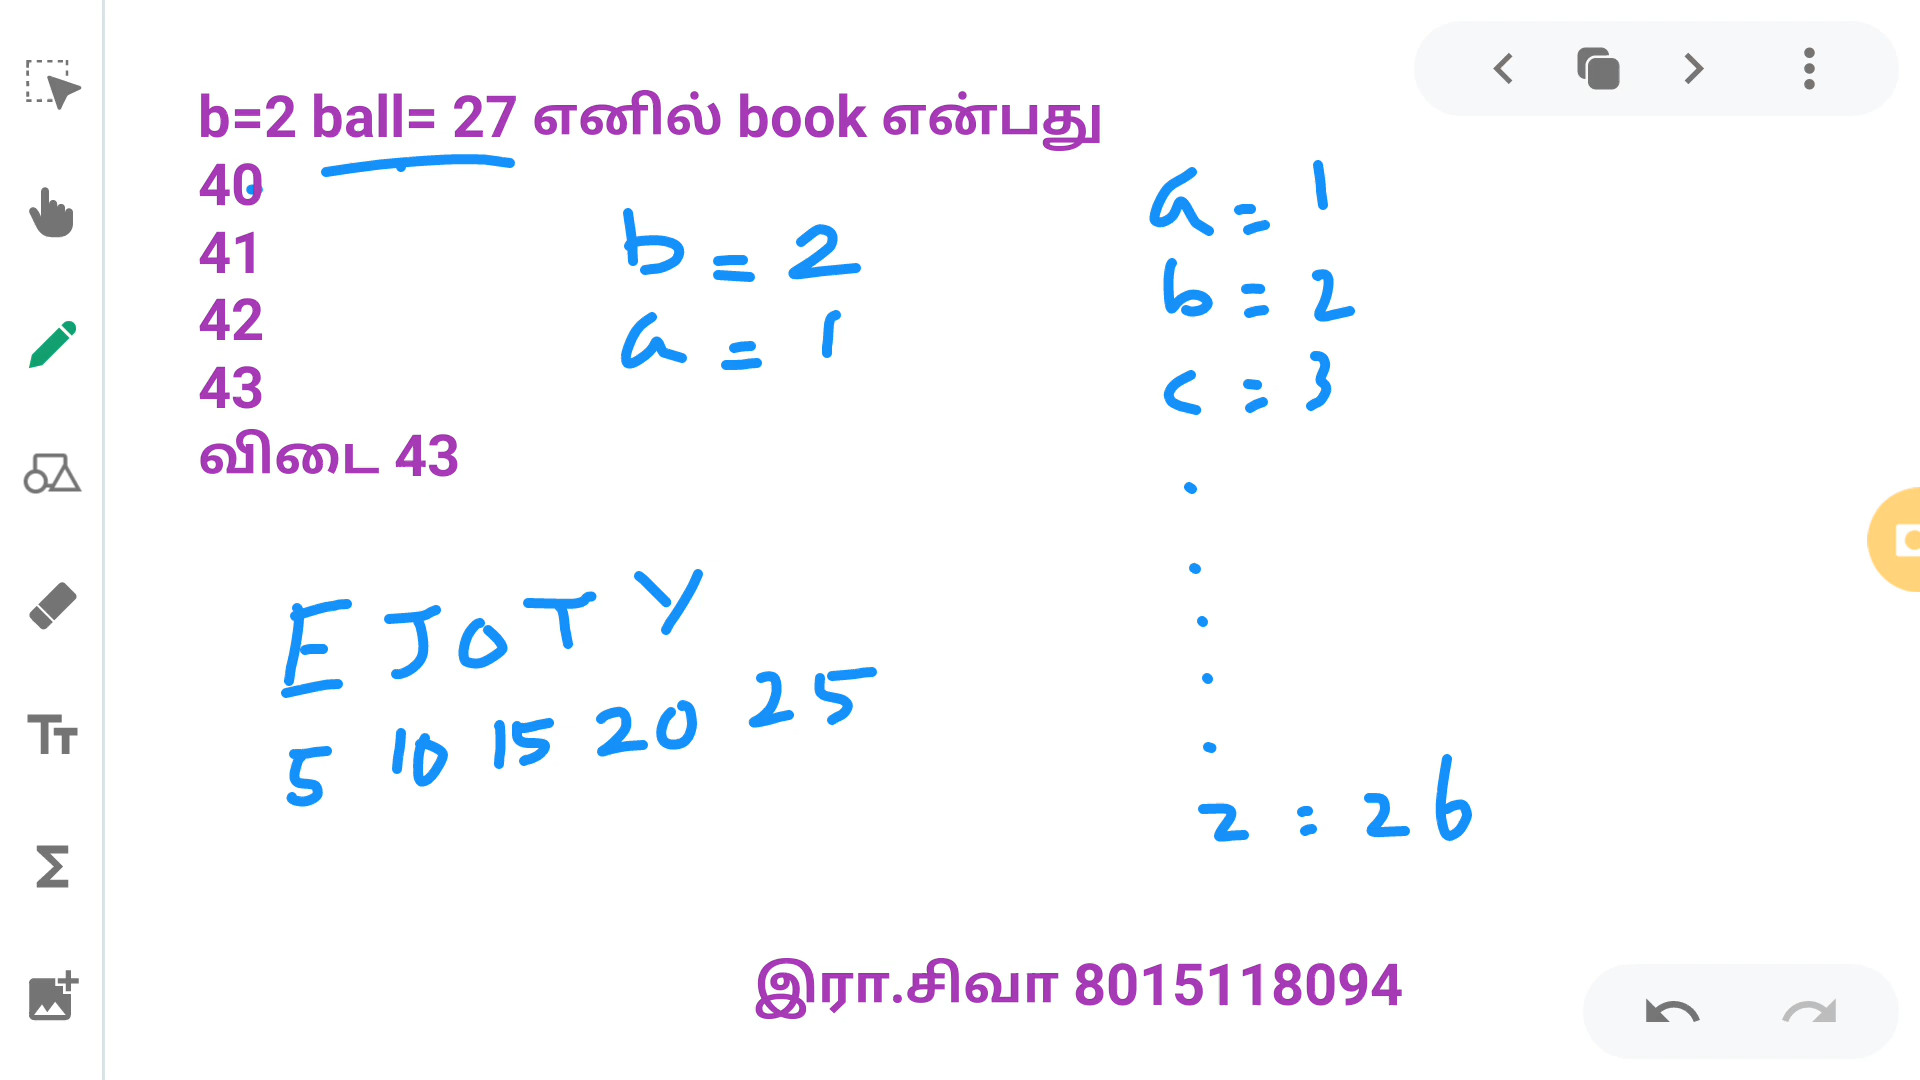 b=2 ball= 27 எனில் book என்பது
40
41
42
43
விடை 43
b = 2
a = 1
a = 1
b = 2
c = 3
.
.
.
.
.
z = 26
E J O T Y
5 10 15 20 25
இரா.சிவா 8015118094